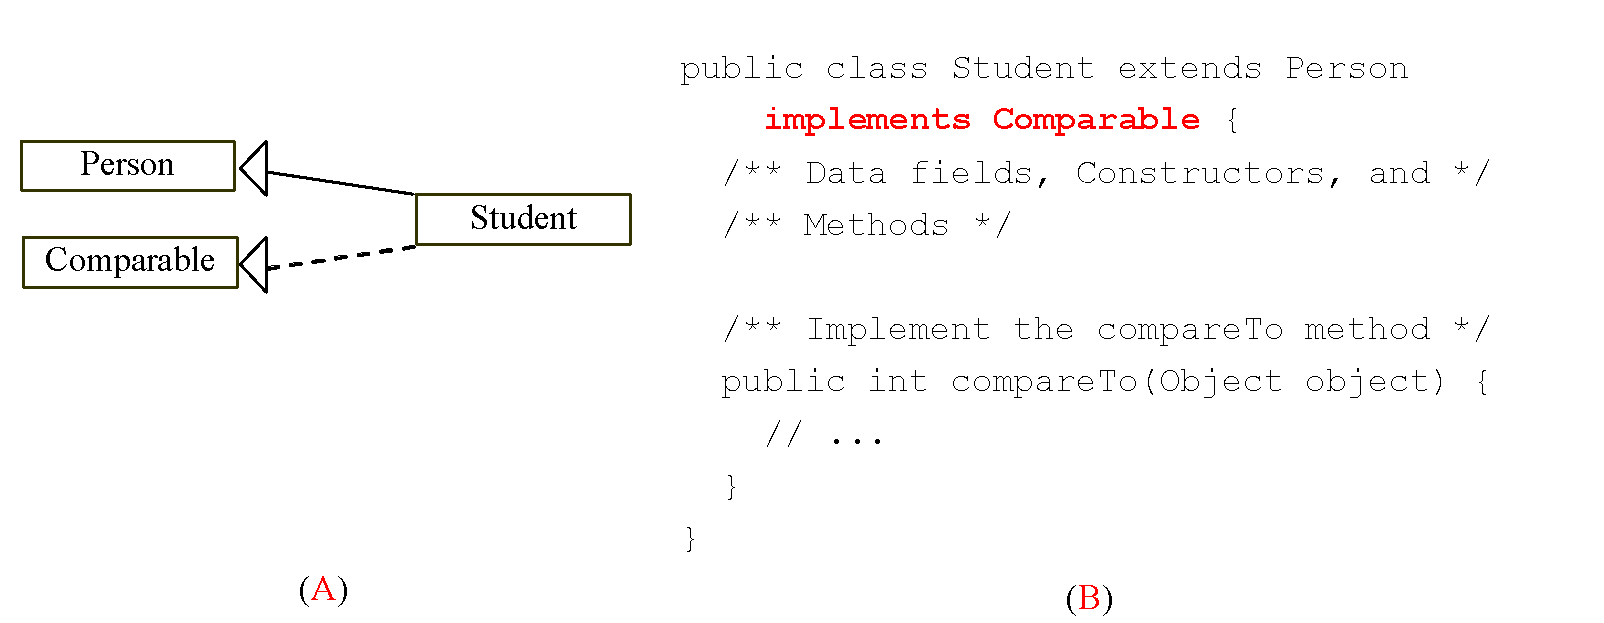 Person
Student
Comparable
(A)
public class Student extends Person
implements Comparable {
/** Data fields, Constructors, and */
/** Methods */
/** Implement the compareTo method */
public int compareTo(Object object) {
// ...
}
}
(B)